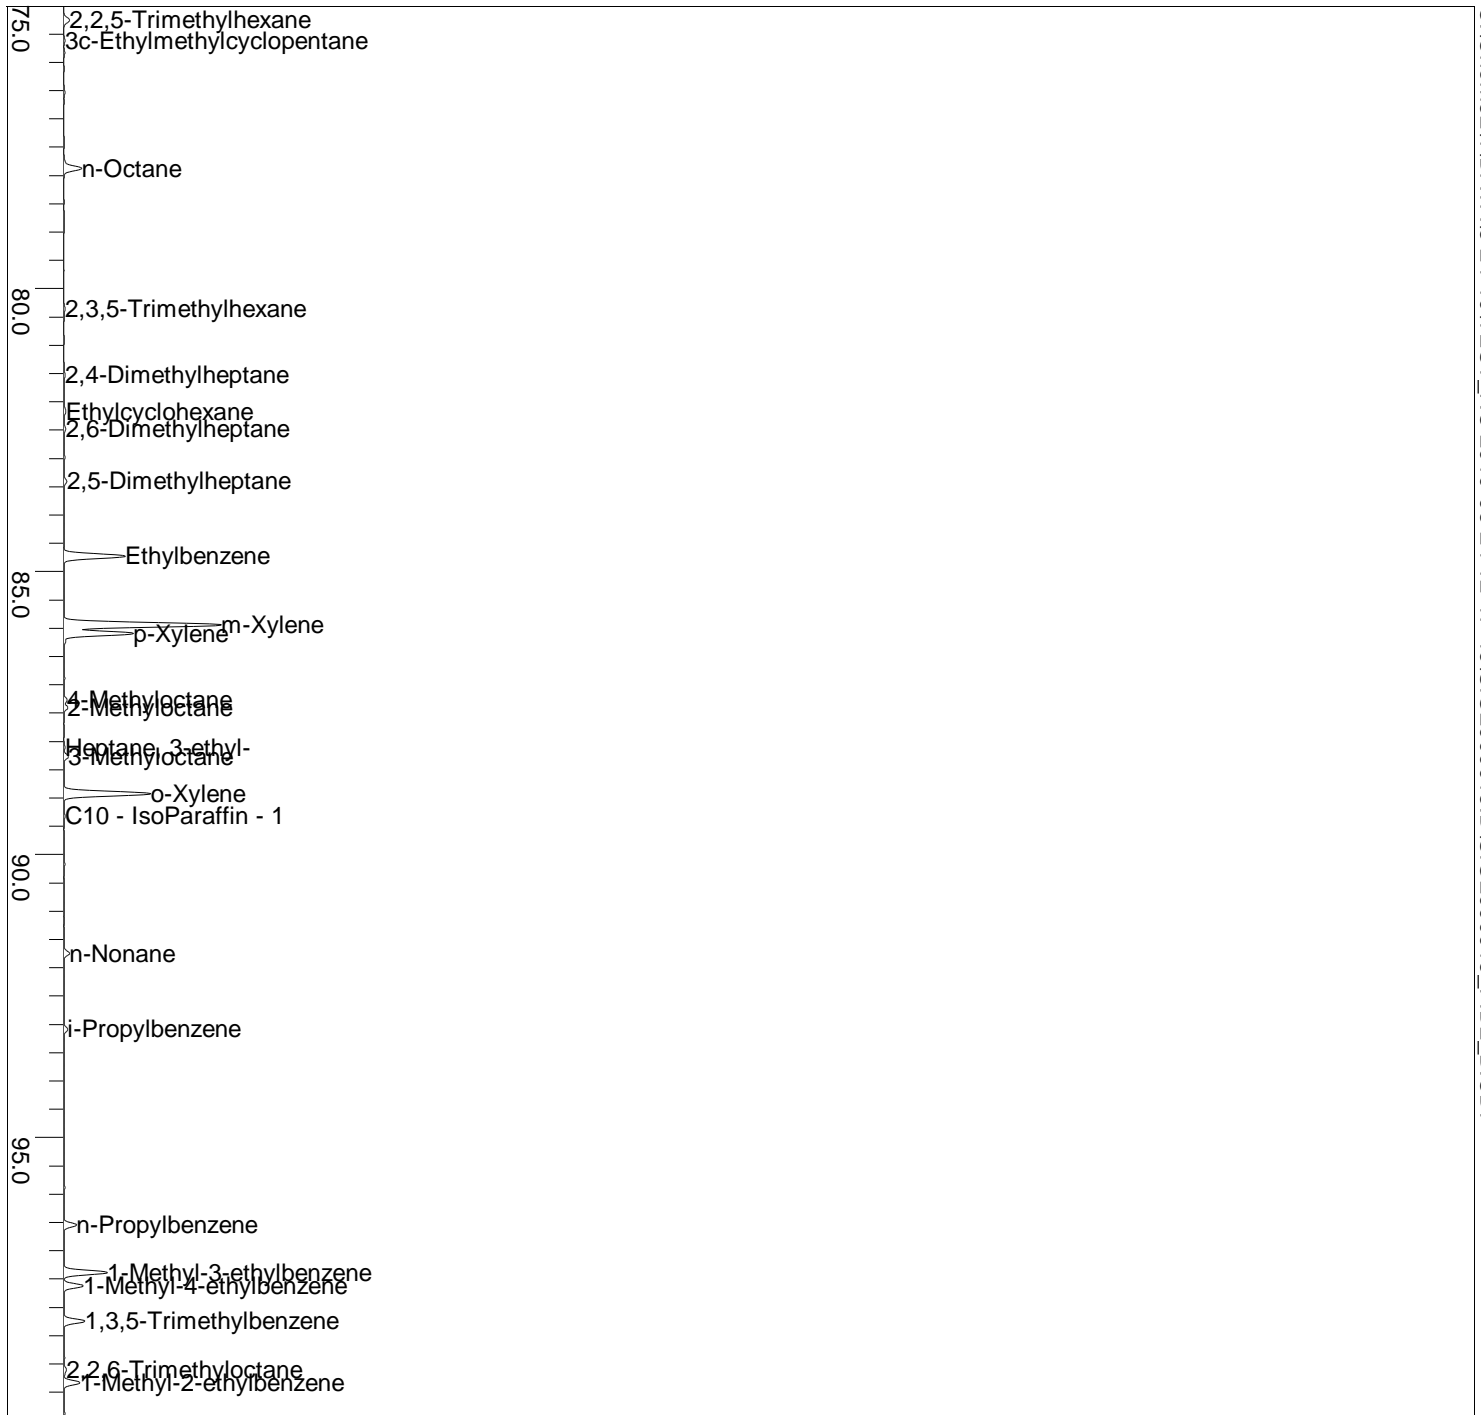 75.0
2,2,5-Trimethylhexane
3c-Ethylmethylcyclopentane
n-Octane
80.0
2,3,5-Trimethylhexane
2,4-Dimethylheptane
Ethylcyclohexane
2,6-Dimethylheptane
2,5-Dimethylheptane
Ethylbenzene
85.0
m-Xylene
p-Xylene
4-Methyloctane
2-Methyloctane
Heptane, 3-ethyl-
3-Methyloctane
o-Xylene
C10 - IsoParaffin - 1
90.0
n-Nonane
i-Propylbenzene
95.0
n-Propylbenzene
1-Methyl-3-ethylbenzene
1-Methyl-4-ethylbenzene
1,3,5-Trimethylbenzene
2,2,6-Trimethyloctane
1-Methyl-2-ethylbenzene